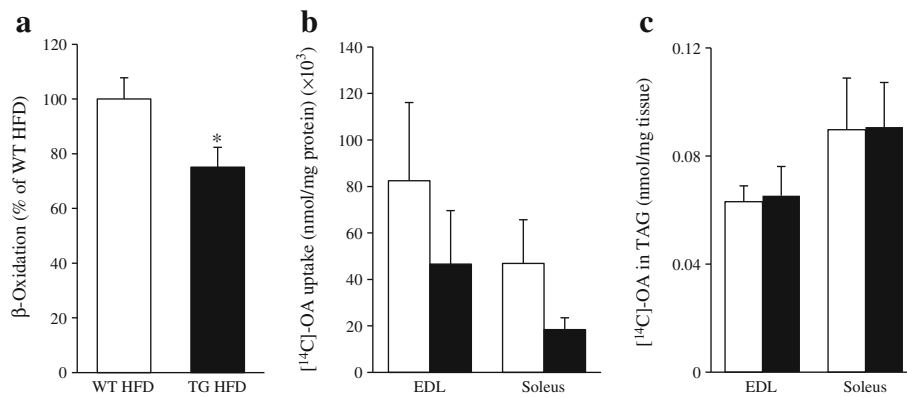 a
β-Oxidation (% of WT HFD)
120
100
80
60
40
20
0
*
WT HFD
TG HFD
b
[¹⁴C]-OA uptake (nmol/mg protein) (×10³)
140
120
100
80
60
40
20
0
EDL
Soleus
c
[¹⁴C]-OA in TAG (nmol/mg tissue)
0.12
0.08
0.04
0
EDL
Soleus